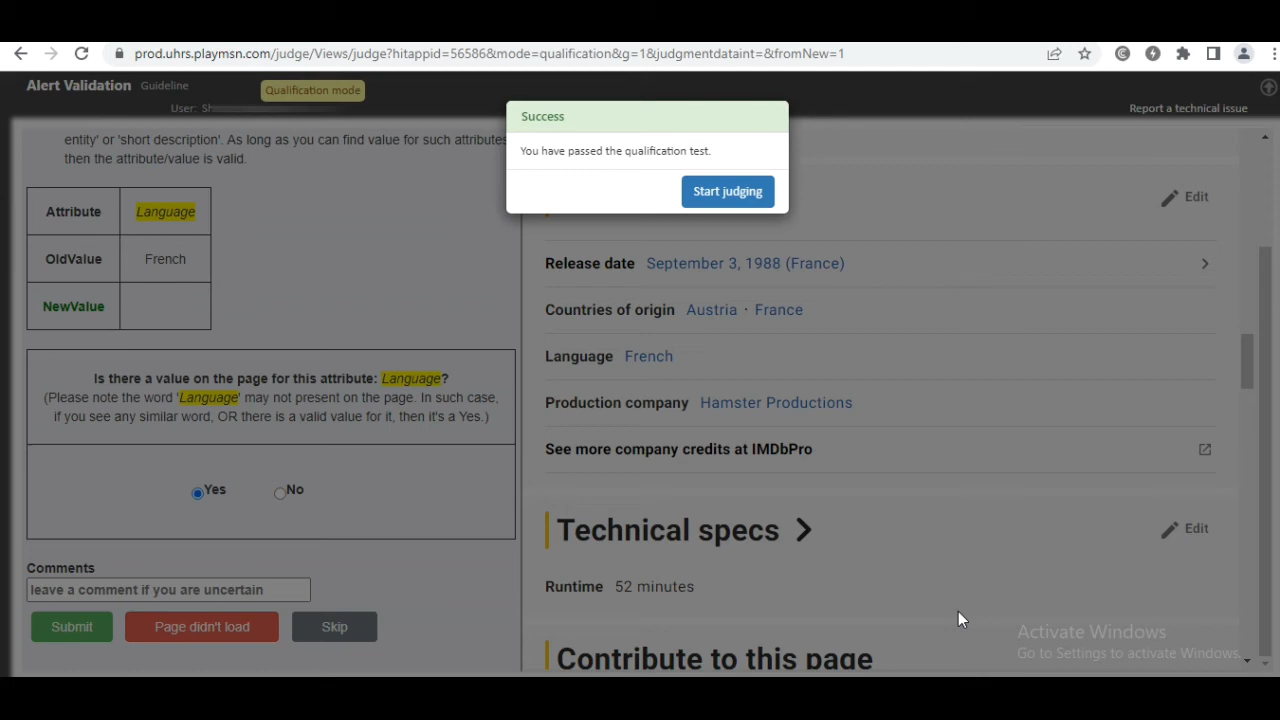 prod.uhrs.playmsn.com/judge/Views/judge?hitappid=56586&mode=qualification&g=1&judgmentdataint=&fromNew=1
Alert Validation Guideline
Qualification mode
User:
Report a technical issue
Success
You have passed the qualification test.
Start judging
entity' or 'short description'. As long as you can find value for such attributes
then the attribute/value is valid.
Attribute Language
OldValue French
NewValue
Is there a value on the page for this attribute: Language?
(Please note the word 'Language' may not present on the page. In such case,
if you see any similar word, OR there is a valid value for it, then it's a Yes.)
Yes No
Comments
leave a comment if you are uncertain
Submit Page didn't load Skip
Edit
Release date September 3, 1988 (France)
Countries of origin Austria · France
Language French
Production company Hamster Productions
See more company credits at IMDbPro
Technical specs
Edit
Runtime 52 minutes
Contribute to this page
Activate Windows
Go to Settings to activate Windows.